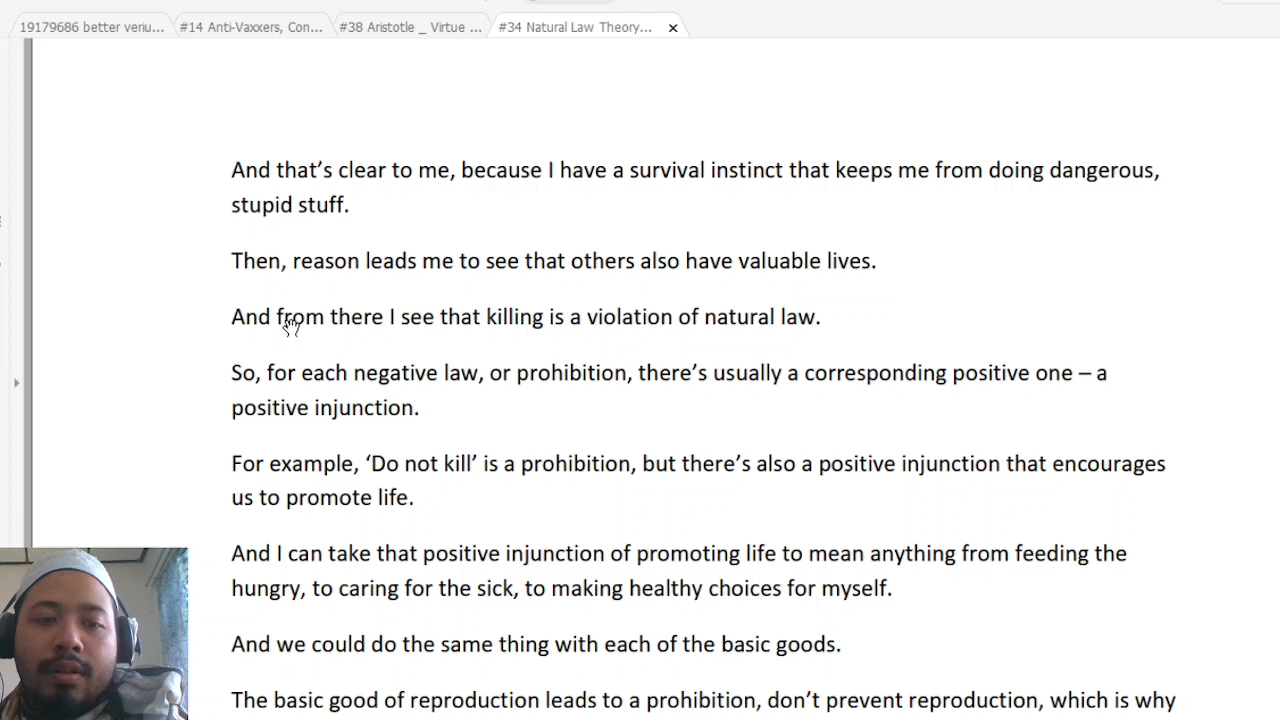 19179686 better veriu... #14 Anti-Vaxxers, Con... #38 Aristotle _ Virtue ... #34 Natural Law Theory...
And that’s clear to me, because I have a survival instinct that keeps me from doing dangerous,
stupid stuff.
Then, reason leads me to see that others also have valuable lives.
And from there I see that killing is a violation of natural law.
So, for each negative law, or prohibition, there’s usually a corresponding positive one – a
positive injunction.
For example, ‘Do not kill’ is a prohibition, but there’s also a positive injunction that encourages
us to promote life.
And I can take that positive injunction of promoting life to mean anything from feeding the
hungry, to caring for the sick, to making healthy choices for myself.
And we could do the same thing with each of the basic goods.
The basic good of reproduction leads to a prohibition, don’t prevent reproduction, which is why